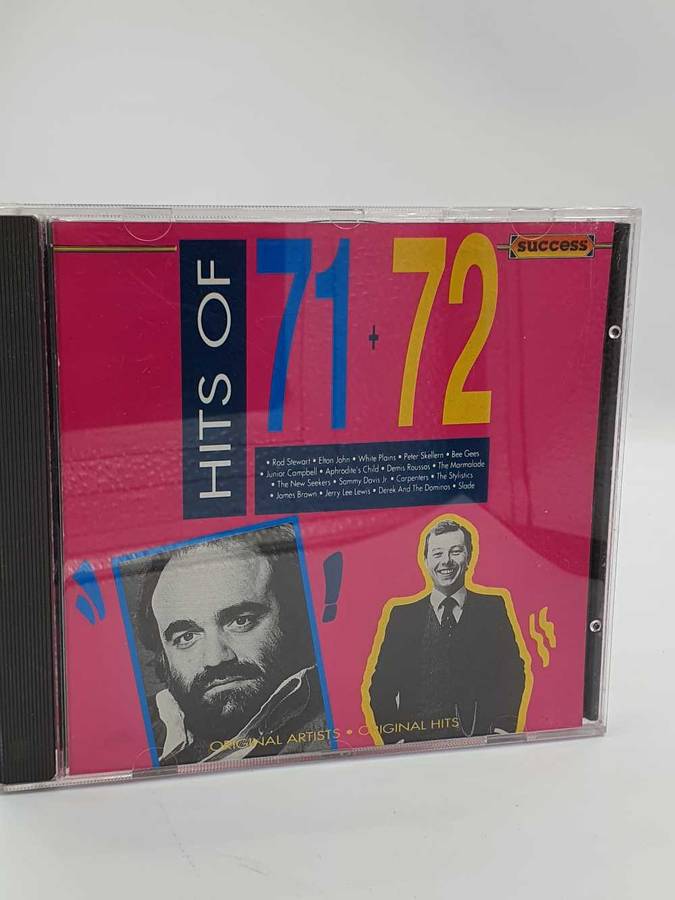 success
HITS OF
71 + 72
• Rod Stewart • Elton John • White Plains • Peter Skellern • Bee Gees
• Junior Campbell • Aphrodite's Child • Demis Roussos • The Marmalade
• The New Seekers • Sammy Davis Jr. • Carpenters • The Stylistics
• James Brown • Jerry Lee Lewis • Derek And The Dominos • Slade
ORIGINAL ARTISTS • ORIGINAL HITS